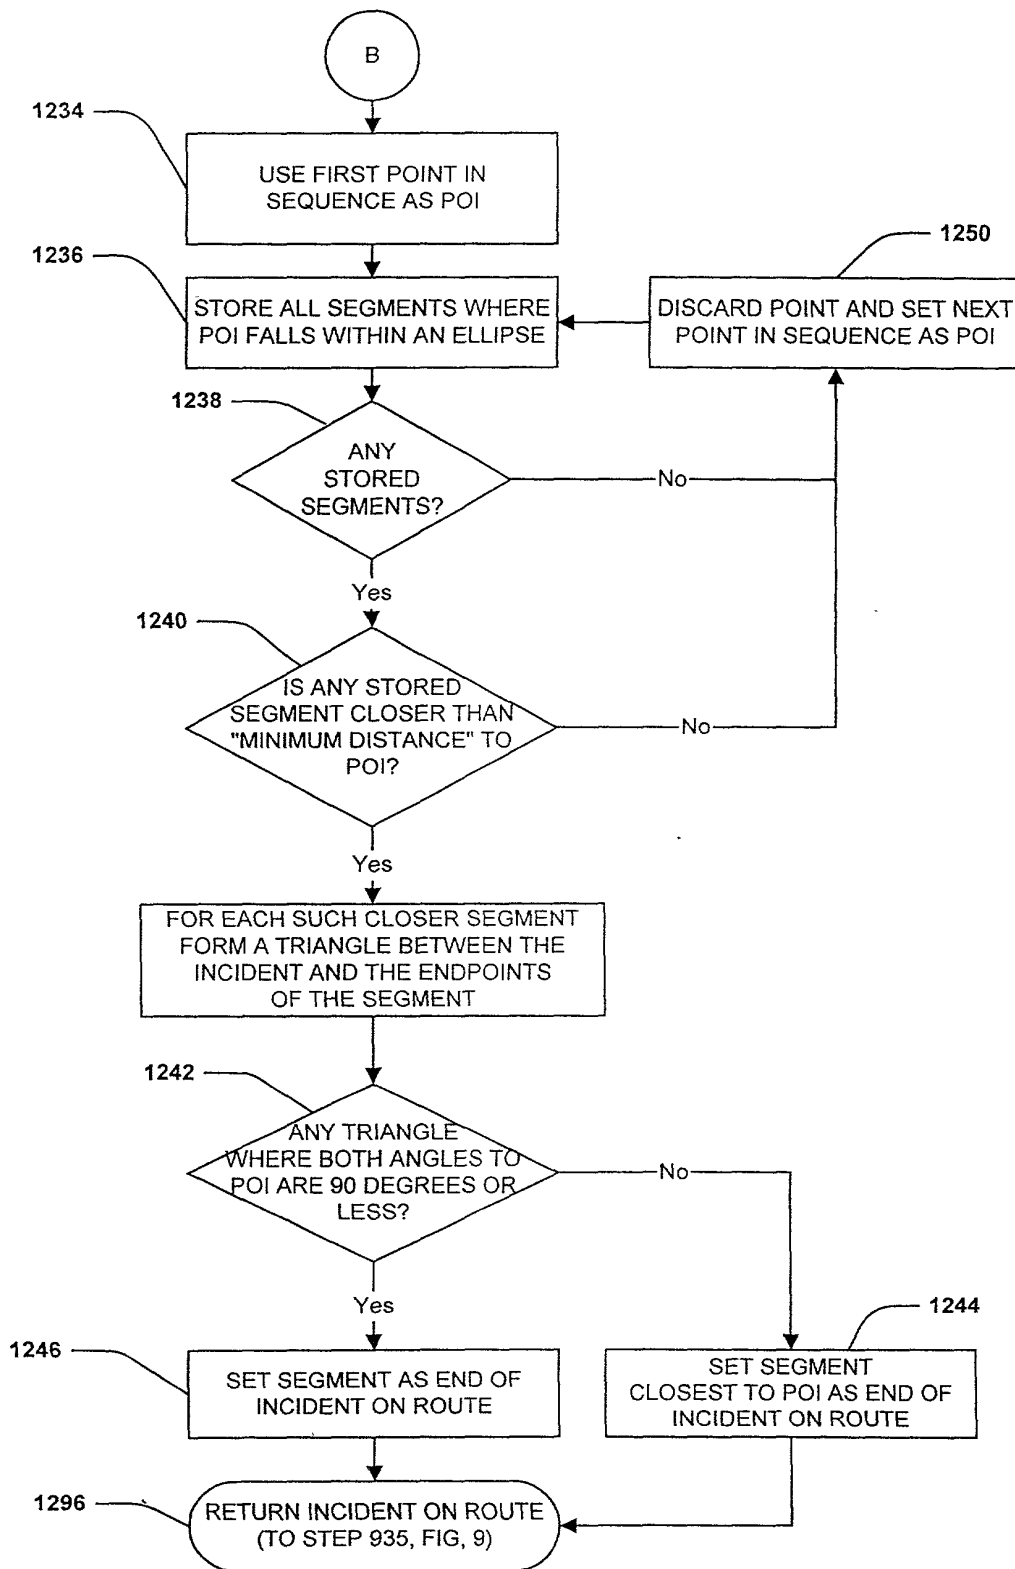 B
1234
USE FIRST POINT IN
SEQUENCE AS POI
1236
STORE ALL SEGMENTS WHERE
POI FALLS WITHIN AN ELLIPSE
1250
DISCARD POINT AND SET NEXT
POINT IN SEQUENCE AS POI
1238
ANY
STORED
SEGMENTS?
No
Yes
1240
IS ANY STORED
SEGMENT CLOSER THAN
"MINIMUM DISTANCE" TO
POI?
No
Yes
FOR EACH SUCH CLOSER SEGMENT
FORM A TRIANGLE BETWEEN THE
INCIDENT AND THE ENDPOINTS
OF THE SEGMENT
1242
ANY TRIANGLE
WHERE BOTH ANGLES TO
POI ARE 90 DEGREES OR
LESS?
No
Yes
1244
1246
SET SEGMENT AS END OF
INCIDENT ON ROUTE
SET SEGMENT
CLOSEST TO POI AS END OF
INCIDENT ON ROUTE
1296
RETURN INCIDENT ON ROUTE
(TO STEP 935, FIG, 9)